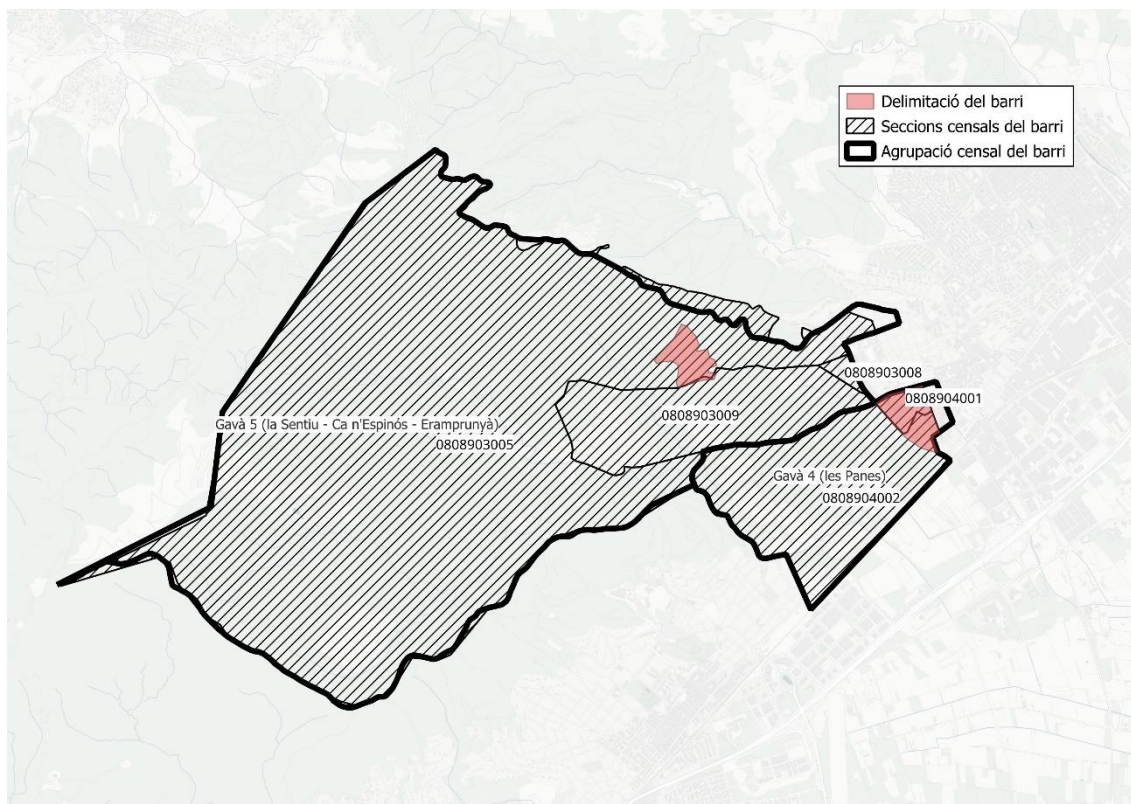 Delimitació del barri
Seccions censals del barri
Agrupació censal del barri
0808903008
0808904001
0808903009
Gavà 5 (la Sentiu - Ca n'Espinós - Eramprunyà)
0808903005
Gavà 4 (les Panes)
0808904002